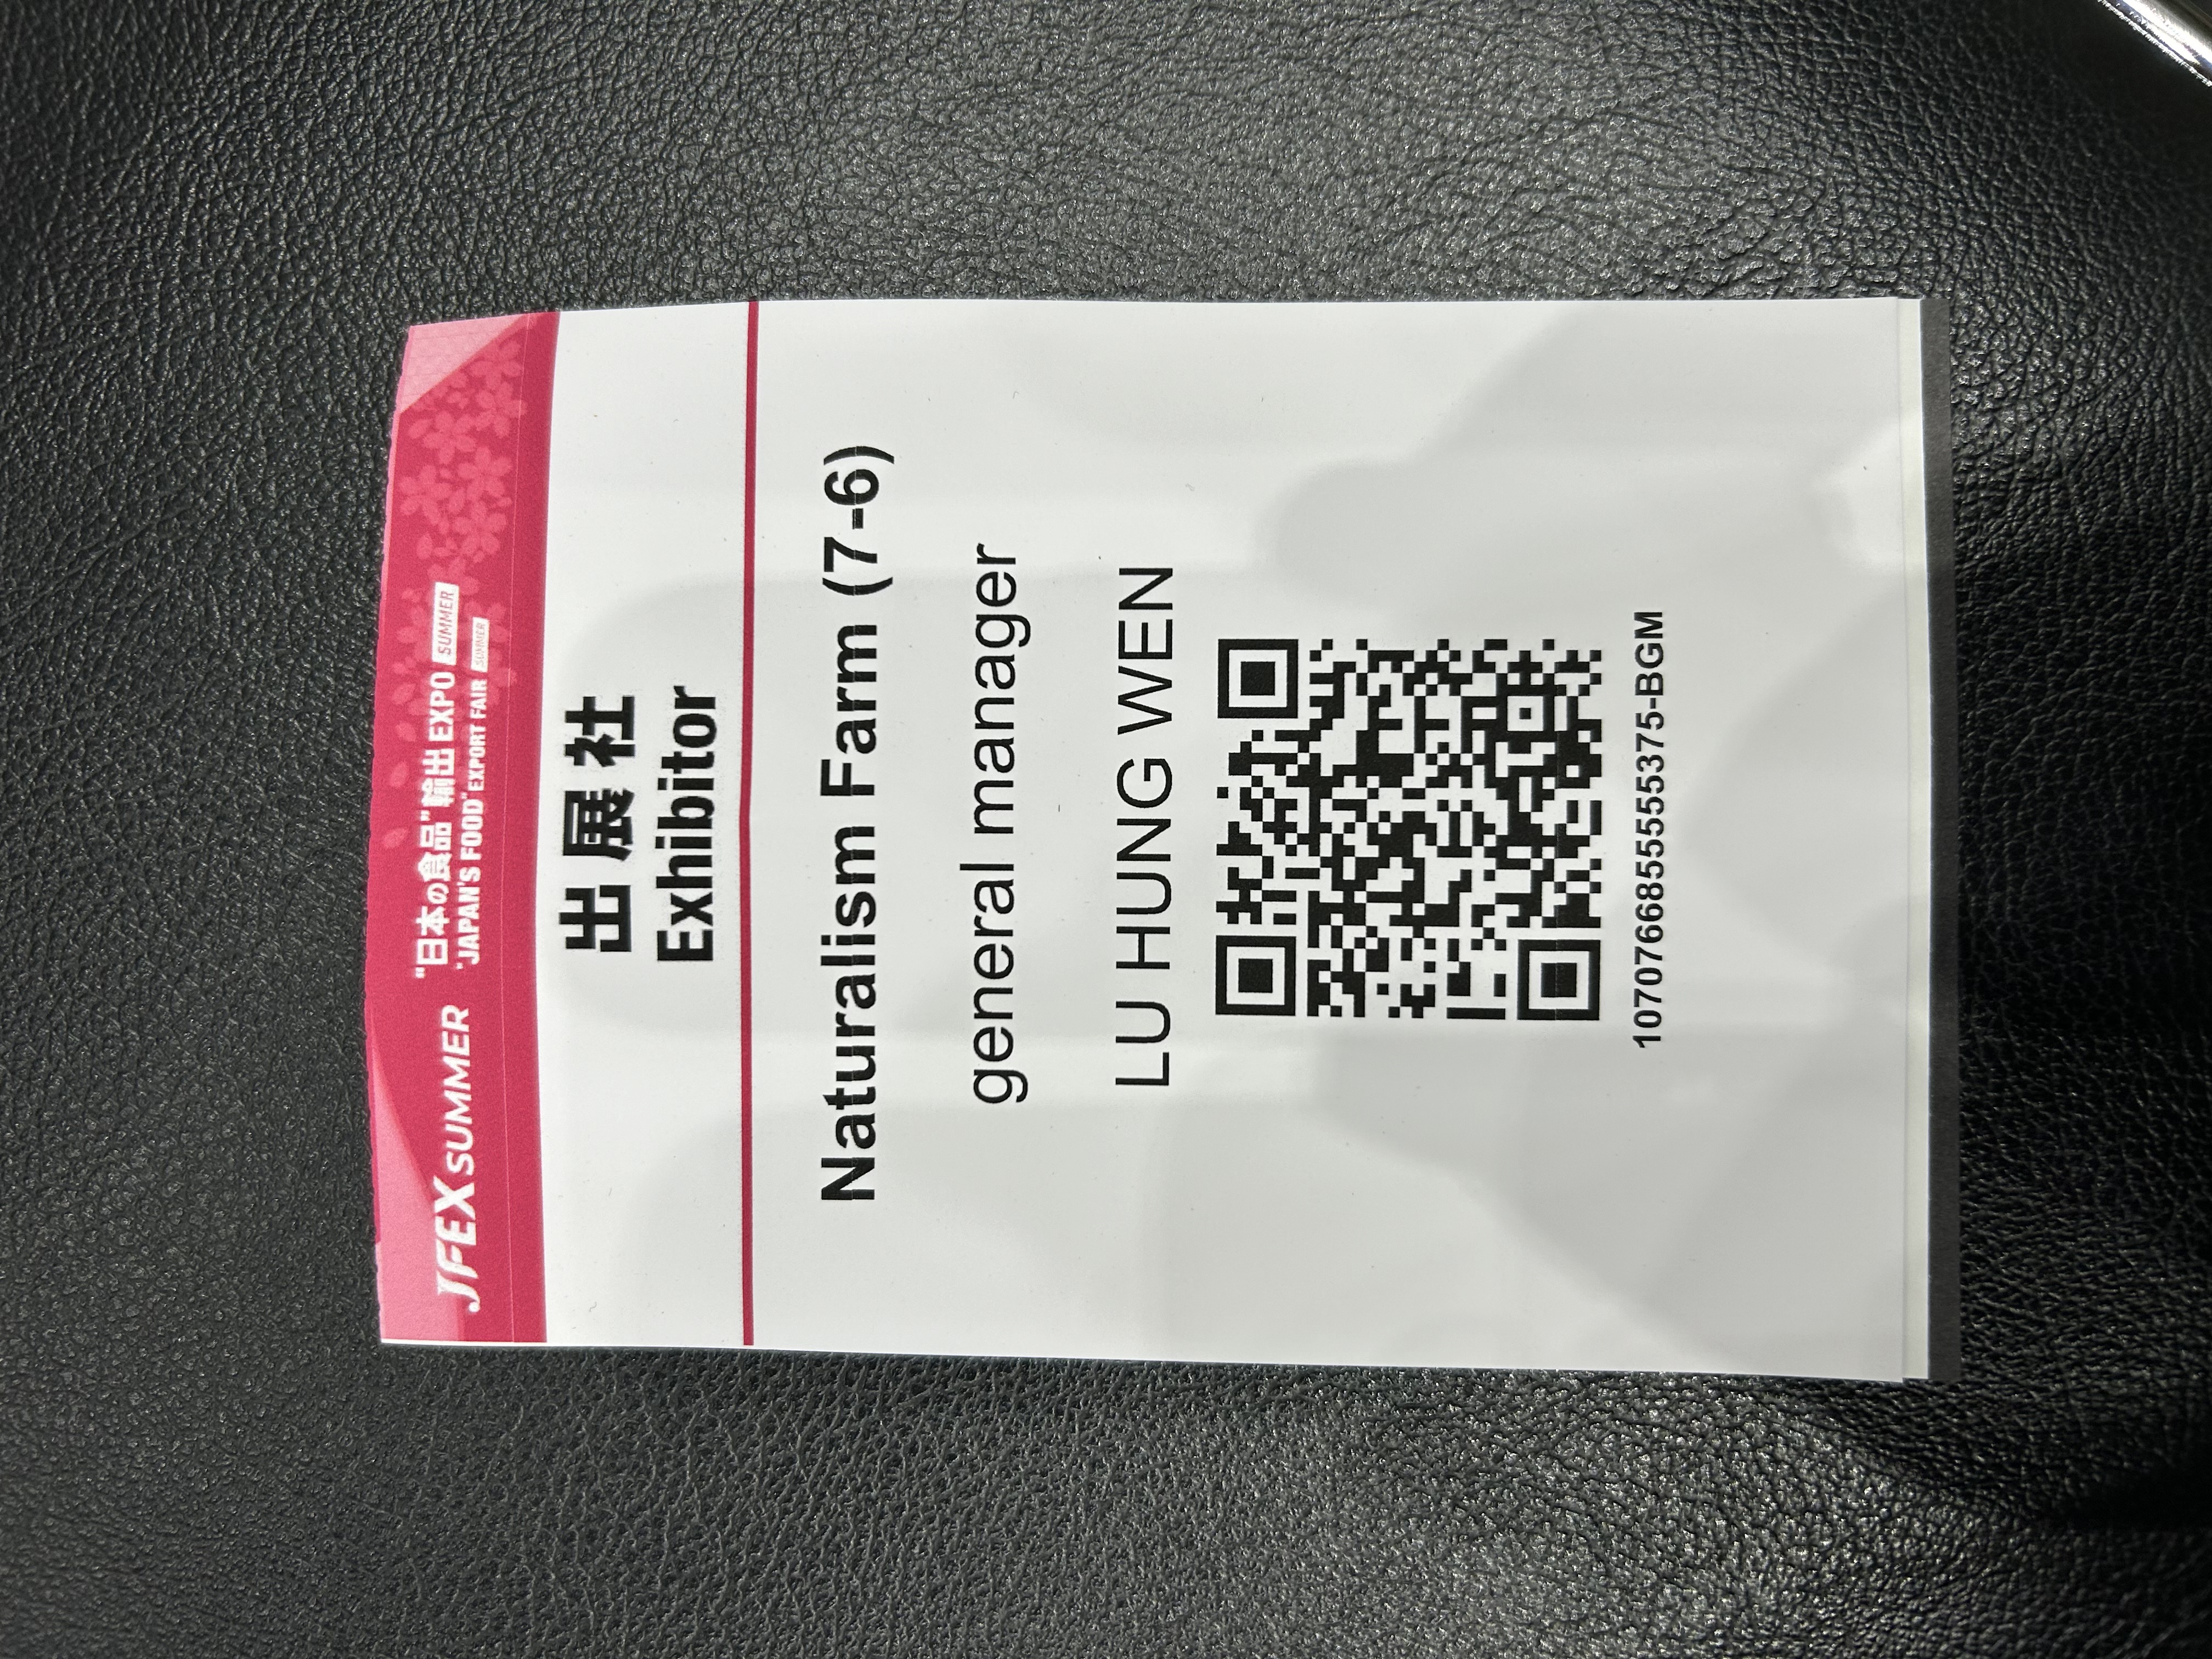 JFEX SUMMER
"日本の食品"輸出 EXPO SUMMER
"JAPAN'S FOOD" EXPORT FAIR SUMMER
出展社
Exhibitor
Naturalism Farm (7-6)
general manager
LU HUNG WEN
1070766855555375-BGM